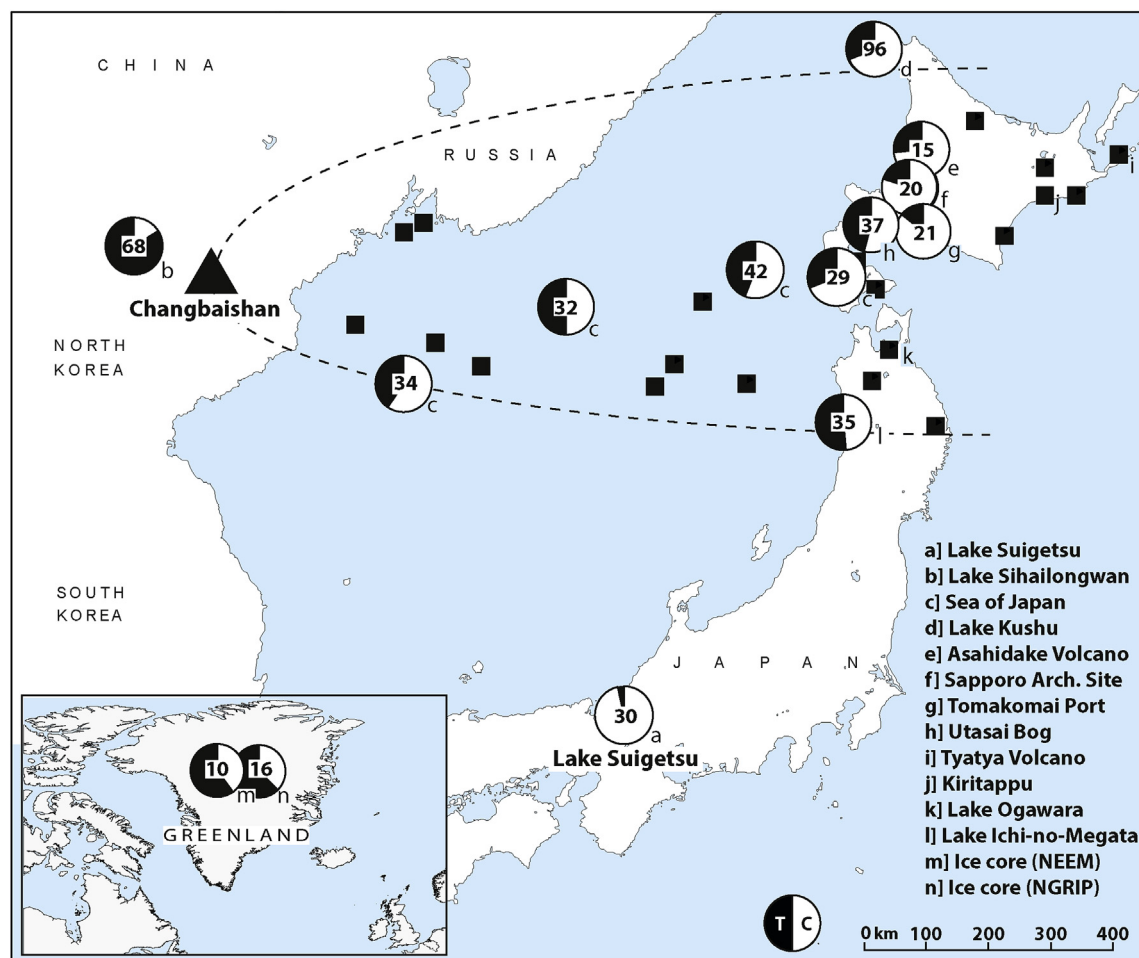 CHINA
96
d
RUSSIA
15
e
i
20
f
j
68
b
37
h
21
g
Changbaishan
42
c
29
c
32
c
NORTH
KOREA
k
34
c
35
l
SOUTH
KOREA
JAPAN
30
a
Lake Suigetsu
a] Lake Suigetsu
b] Lake Sihailongwan
c] Sea of Japan
d] Lake Kushu
e] Asahidake Volcano
f] Sapporo Arch. Site
g] Tomakomai Port
h] Utasai Bog
i] Tyatya Volcano
j] Kiritappu
k] Lake Ogawara
l] Lake Ichi-no-Megata
m] Ice core (NEEM)
n] Ice core (NGRIP)
10
m
16
n
GREENLAND
T C
0 km 100 200 300 400